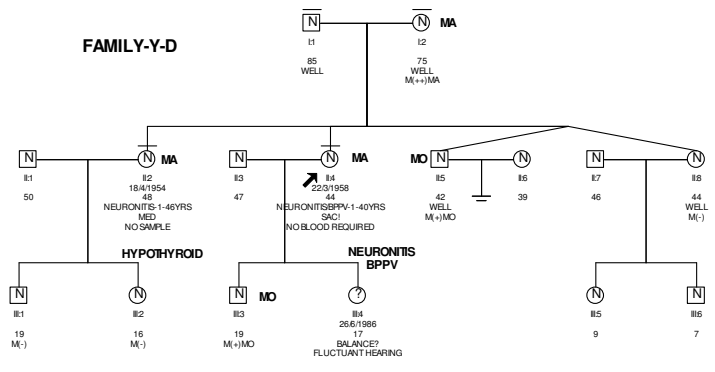 N
N MA
FAMILY-Y-D
I:1
I:2
85
75
WELL
WELL
M(++)MA
N
N MA
N
N MA
MO N
N
N
N
II:1
II:2
II:3
II:4
II:5
II:6
II:7
II:8
18/4/1954
22/3/1958
50
48
47
44
42
39
46
44
NEURONITIS-1-46YRS
NEURONITISBPPV-1-40YRS
WELL
WELL
MED
SAC!
M(+)MO
M(-)
NO SAMPLE
NO BLOOD REQUIRED
HYPOTHYROID
NEURONITIS
BPPV
N
N
N MO
?
N
N
III:1
III:2
III:3
III:4
III:5
III:6
26/6/1986
19
16
19
17
9
7
M(-)
M(-)
M(+)MO
BALANCE?
FLUCTUANT HEARING